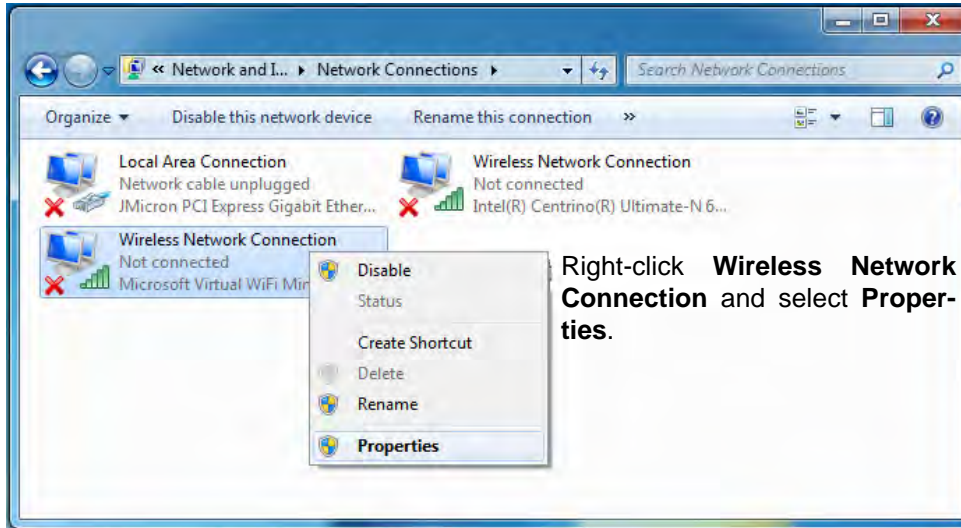 « Network and I... ▸ Network Connections ▸
Search Network Connections
Organize ▾ Disable this network device Rename this connection »
Local Area Connection
Network cable unplugged
JMicron PCI Express Gigabit Ether...
Wireless Network Connection
Not connected
Intel(R) Centrino(R) Ultimate-N 6...
Wireless Network Connection
Not connected
Microsoft Virtual WiFi Min
Disable
Status
Create Shortcut
Delete
Rename
Properties
Right-click Wireless Network
Connection and select Proper-
ties.